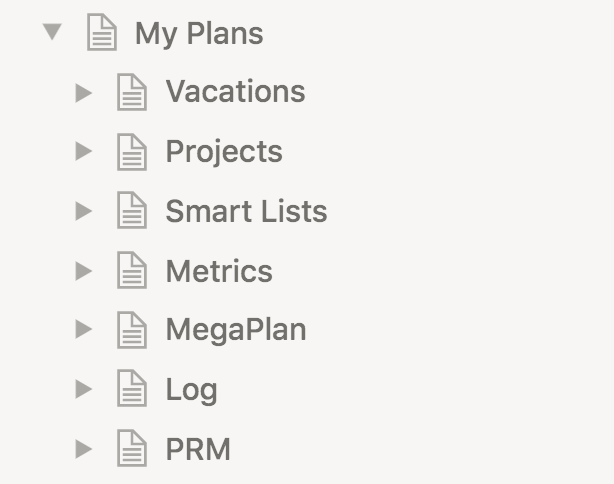 My Plans
Vacations
Projects
Smart Lists
Metrics
MegaPlan
Log
PRM